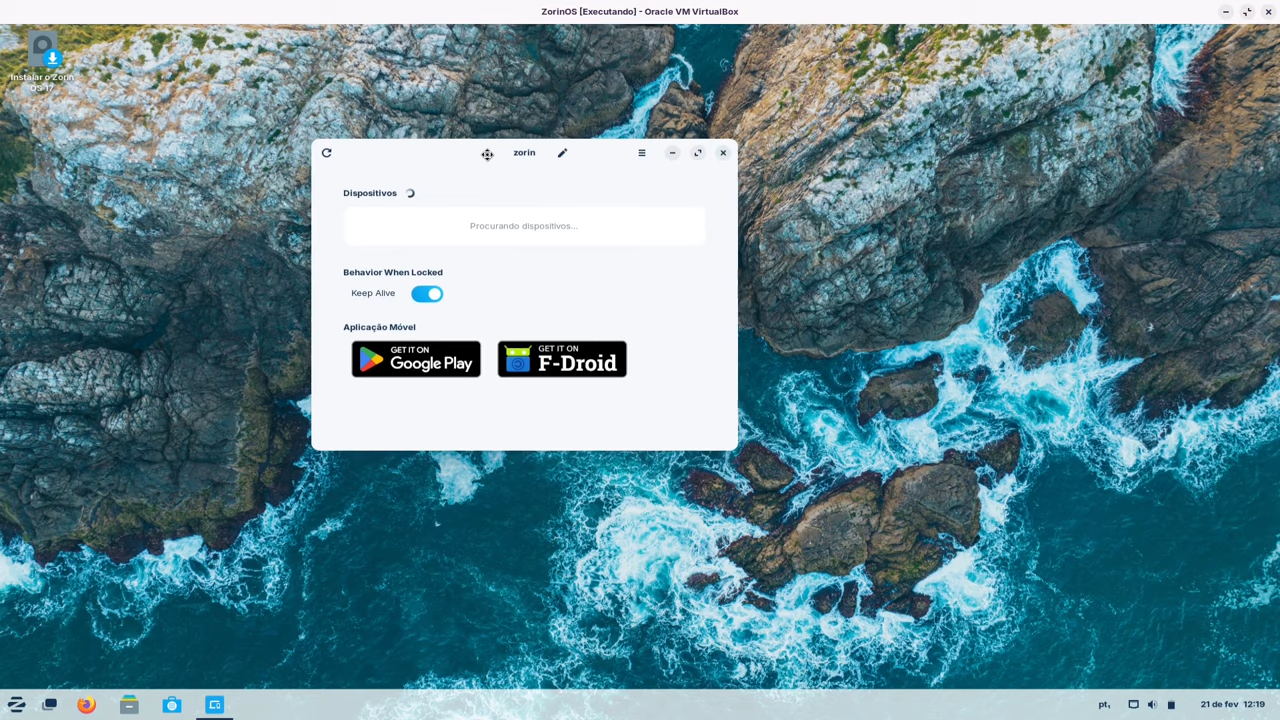 ZorinOS [Executando] - Oracle VM VirtualBox
Instalar o Zorin
OS 17
zorin
Dispositivos
Procurando dispositivos...
Behavior When Locked
Keep Alive
Aplicação Móvel
GET IT ON
Google Play
GET IT ON
F-Droid
pt₁ 21 de fev 12:19